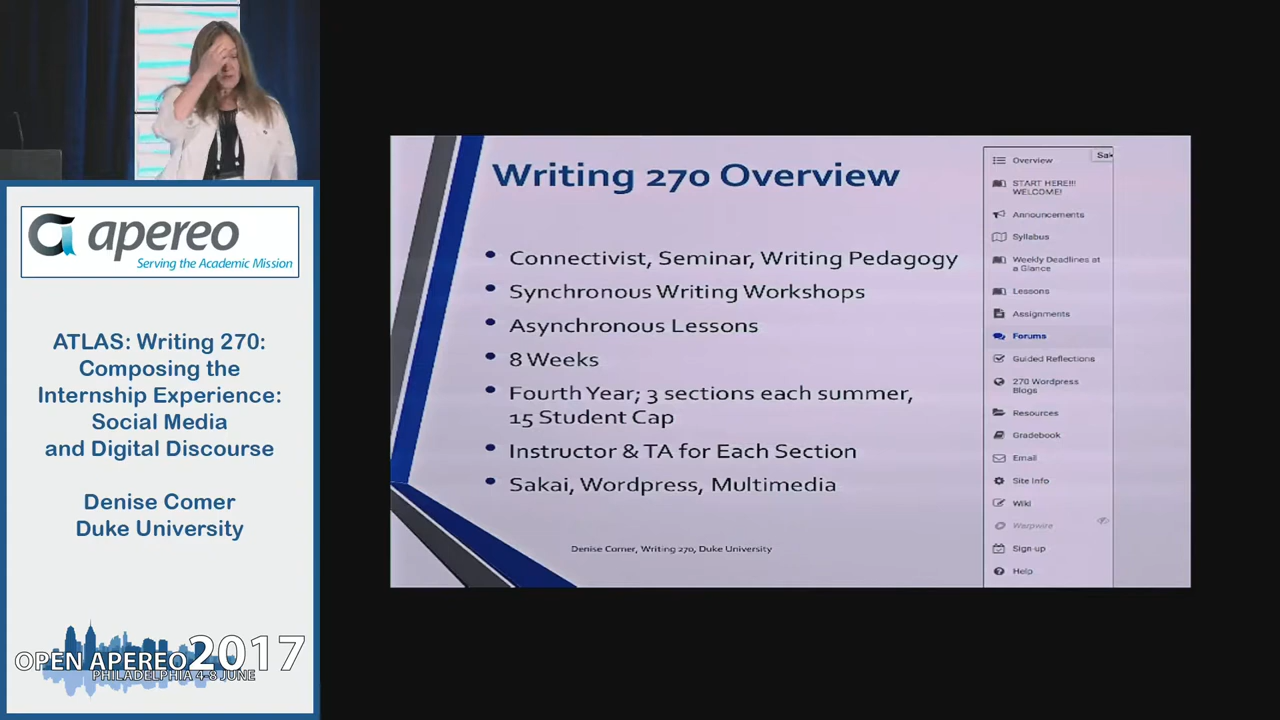 apereo
Serving the Academic Mission
ATLAS: Writing 270:
Composing the
Internship Experience:
Social Media
and Digital Discourse
Denise Comer
Duke University
OPEN APEREO 2017
PHILADELPHIA 4-8 JUNE
Writing 270 Overview
• Connectivist, Seminar, Writing Pedagogy
• Synchronous Writing Workshops
• Asynchronous Lessons
• 8 Weeks
• Fourth Year; 3 sections each summer,
15 Student Cap
• Instructor & TA for Each Section
• Sakai, Wordpress, Multimedia
Denise Comer, Writing 270, Duke University
Overview
Sak
START HERE!!!
WELCOME!
Announcements
Syllabus
Weekly Deadlines at
a Glance
Lessons
Assignments
Forums
Guided Reflections
270 Wordpress
Blogs
Resources
Gradebook
Email
Site Info
Wiki
Warpwire
Sign-up
Help